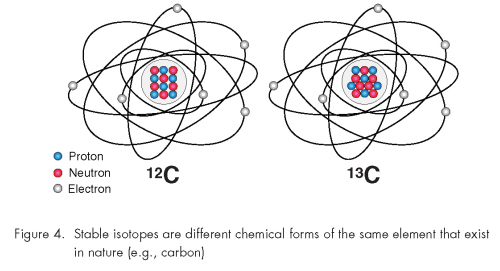 Proton
Neutron
Electron
¹²C
¹³C
Figure 4. Stable isotopes are different chemical forms of the same element that exist
in nature (e.g., carbon)